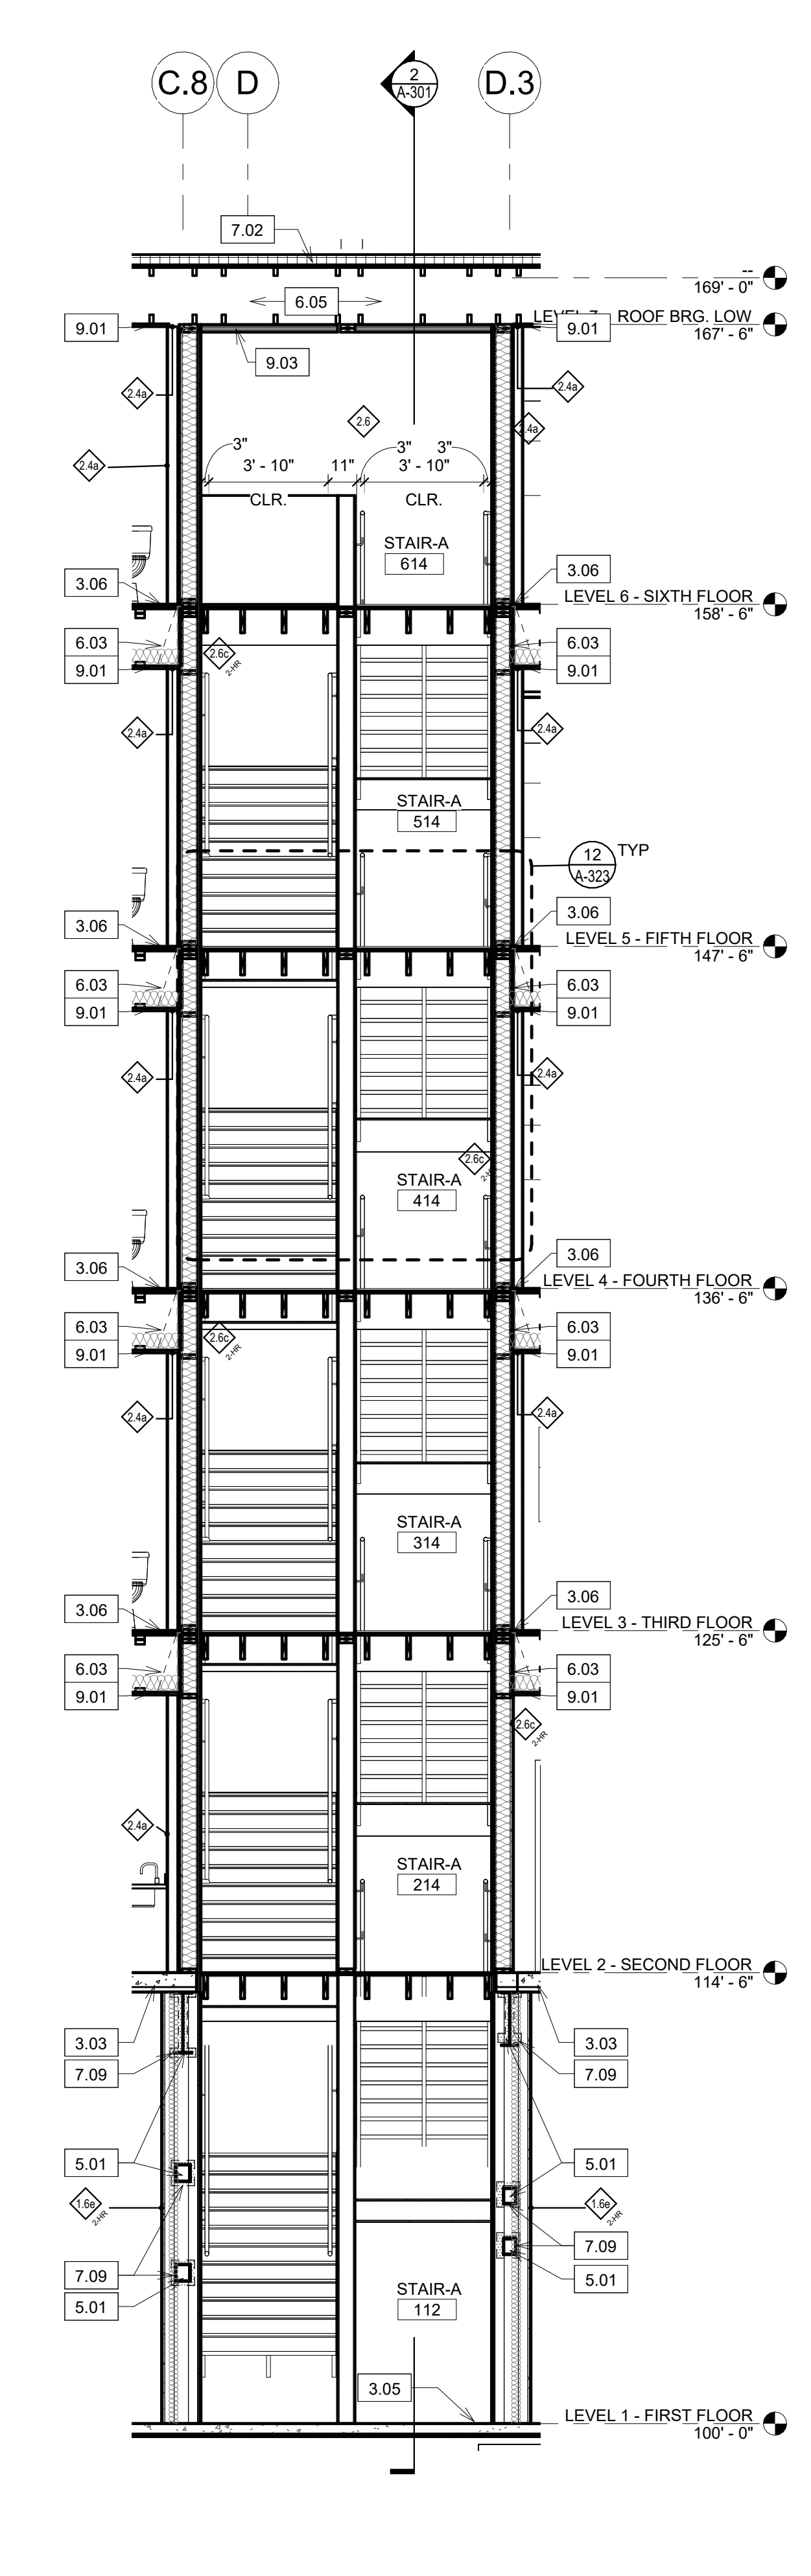 C.8
D
2
A-301
D.3
7.02
--
169' - 0"
6.05
9.01
9.01
ROOF BRG. LOW
167' - 6"
9.03
2.4a
2.4a
2.6
2.4a
2.4a
3"
3' - 10"
11"
3"
3"
3' - 10"
CLR.
CLR.
STAIR-A
614
3.06
3.06
LEVEL 6 - SIXTH FLOOR
158' - 6"
6.03
9.01
2.6c
2-HR
6.03
9.01
2.4a
2.4a
STAIR-A
514
12
A-323
TYP
3.06
3.06
LEVEL 5 - FIFTH FLOOR
147' - 6"
6.03
9.01
6.03
9.01
2.4a
2.4a
2.6c
STAIR-A
414
3.06
3.06
LEVEL 4 - FOURTH FLOOR
136' - 6"
6.03
9.01
2.6c
2-HR
6.03
9.01
2.4a
2.4a
STAIR-A
314
3.06
3.06
LEVEL 3 - THIRD FLOOR
125' - 6"
6.03
9.01
6.03
9.01
2.6c
2-HR
2.4a
STAIR-A
214
LEVEL 2 - SECOND FLOOR
114' - 6"
3.03
7.09
3.03
7.09
5.01
5.01
1.6e
2-HR
1.6e
2-HR
7.09
5.01
7.09
5.01
STAIR-A
112
3.05
LEVEL 1 - FIRST FLOOR
100' - 0"